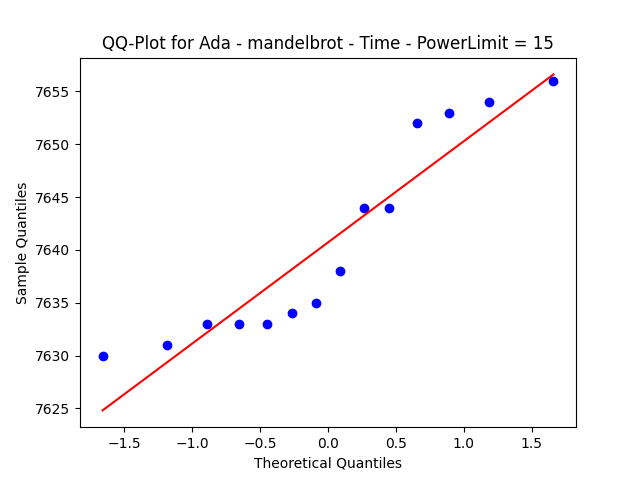 QQ-Plot for Ada - mandelbrot - Time - PowerLimit = 15
7655
7650
7645
7640
7635
7630
7625
Sample Quantiles
−1.5 −1.0 −0.5 0.0 0.5 1.0 1.5
Theoretical Quantiles